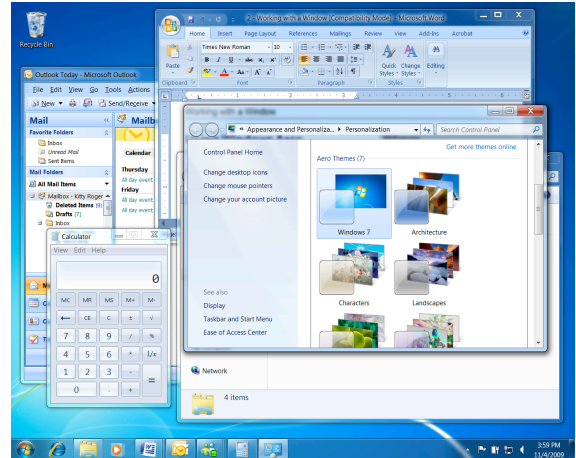 Recycle Bin
2 - Working with a Window [Compatibility Mode] - Microsoft Word
Home Insert Page Layout References Mailings Review View Add-Ins Acrobat
Paste
Times New Roman 10
Quick Styles
Change Styles
Editing
Clipboard Font Paragraph Styles
Outlook Today - Microsoft Outlook
File Edit View Go Tools Actions
New Send/Receive
Mail
Favorite Folders
Inbox
Unread Mail
Sent Items
Mail Folders
All Mail Items
Mailbox - Kitty Roger
Deleted Items (9)
Drafts [7]
Inbox
Mailb
Calendar
Thursday
All day event
Friday
All day event
All day event
All day event
Working with a Window
Appearance and Personaliza... Personalization
Search Control Panel
Control Panel Home
Change desktop icons
Change mouse pointers
Change your account picture
See also
Display
Taskbar and Start Menu
Ease of Access Center
Get more themes online
Aero Themes (7)
Windows 7
Architecture
Characters
Landscapes
Calculator
View Edit Help
0
MC MR MS M+ M-
← CE C ± √
7 8 9 / %
4 5 6 * 1/x
1 2 3 - =
0 . +
Network
4 items
3:59 PM
11/4/2009